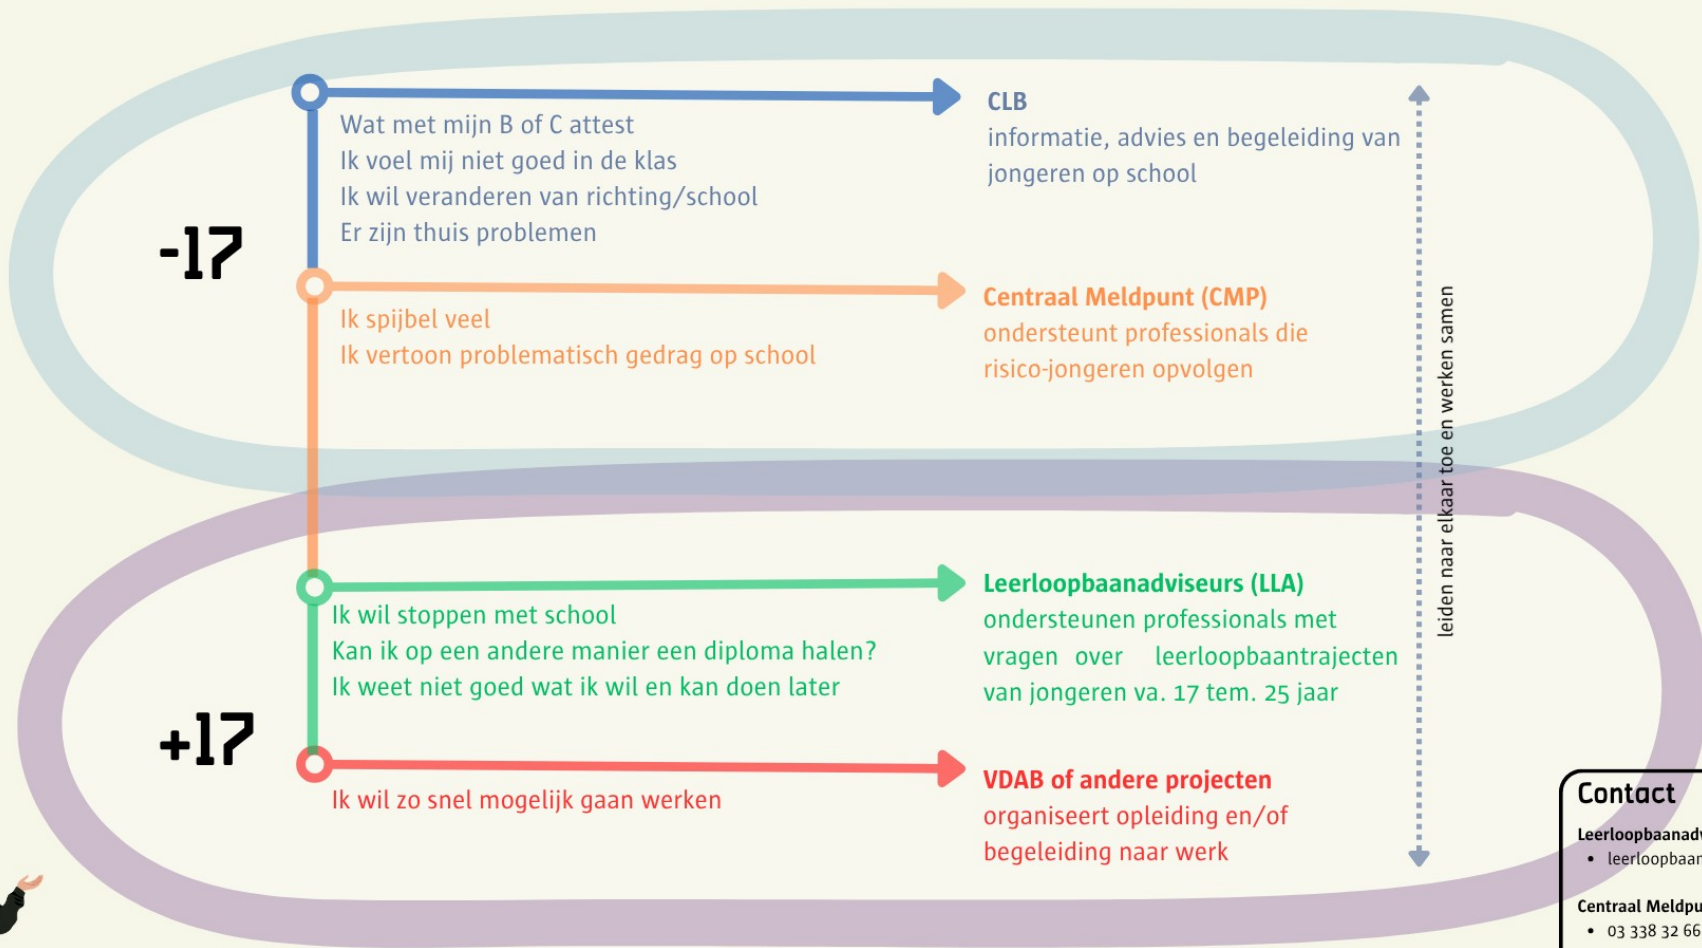 CLB
Wat met mijn B of C attest
Ik voel mij niet goed in de klas
Ik wil veranderen van richting/school
Er zijn thuis problemen
informatie, advies en begeleiding van
jongeren op school
-17
Ik spijbel veel
Ik vertoon problematisch gedrag op school
Centraal Meldpunt (CMP)
ondersteunt professionals die
risico-jongeren opvolgen
leiden naar elkaar toe en werken samen
+17
Ik wil stoppen met school
Kan ik op een andere manier een diploma halen?
Ik weet niet goed wat ik wil en kan doen later
Leerloopbaanadviseurs (LLA)
ondersteunen professionals met
vragen over leerloopbaantrajecten
van jongeren va. 17 tem. 25 jaar
Ik wil zo snel mogelijk gaan werken
VDAB of andere projecten
organiseert opleiding en/of
begeleiding naar werk
Contact
• 03 338 32 66